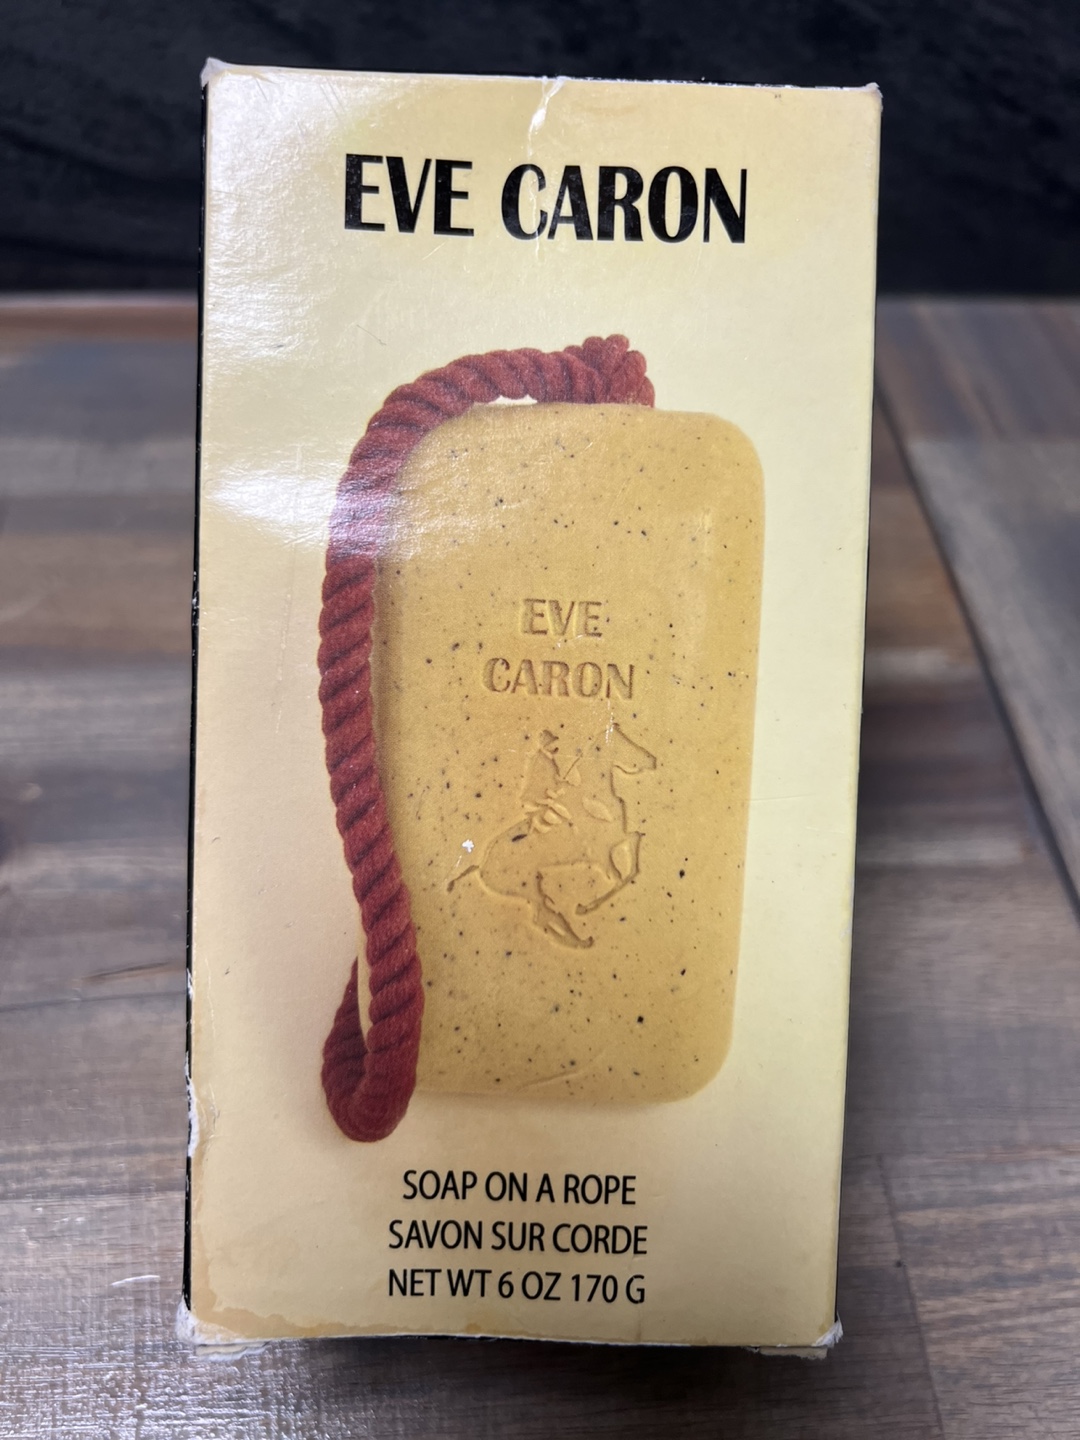 EVE CARON
EVE
CARON
SOAP ON A ROPE
SAVON SUR CORDE
NET WT 6 OZ 170 G